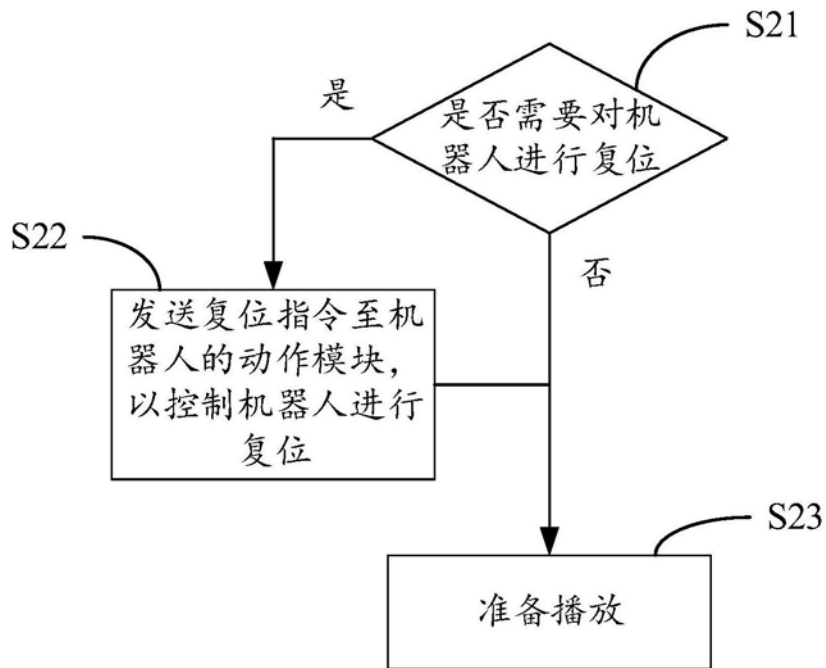 S21
是
是否需要对机
器人进行复位
S22
否
发送复位指令至机
器人的动作模块，
以控制机器人进行
复位
S23
准备播放